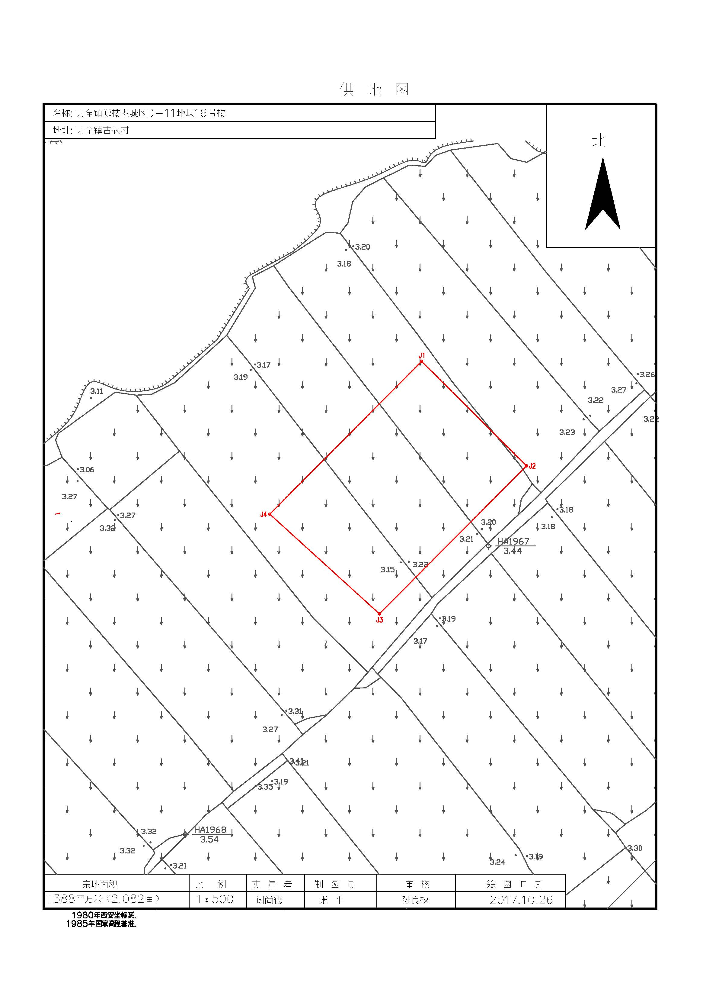 供 地 图
名称: 万全镇郑楼老城区D-11地块16号楼
地址: 万全镇古农村
北
3.20
3.18
J1
3.17
3.19
3.26
3.27
3.11
3.22
3.22
3.23
J2
3.06
3.27
3.18
J4
3.27
3.32
3.20
3.18
3.21
HA1967
3.44
3.22
3.15
J3
3.19
3.17
3.31
3.27
3.41
3.21
3.19
3.35
HA1968
3.54
3.32
3.32
3.30
3.19
3.24
3.21
宗地面积 比 例 丈 量 者 制 图 员 审 核 绘 图 日 期
1388平方米(2.082亩) 1:500 谢尚德 张 平 孙良权 2017.10.26
1980年西安坐标系.
1985年国家高程基准.